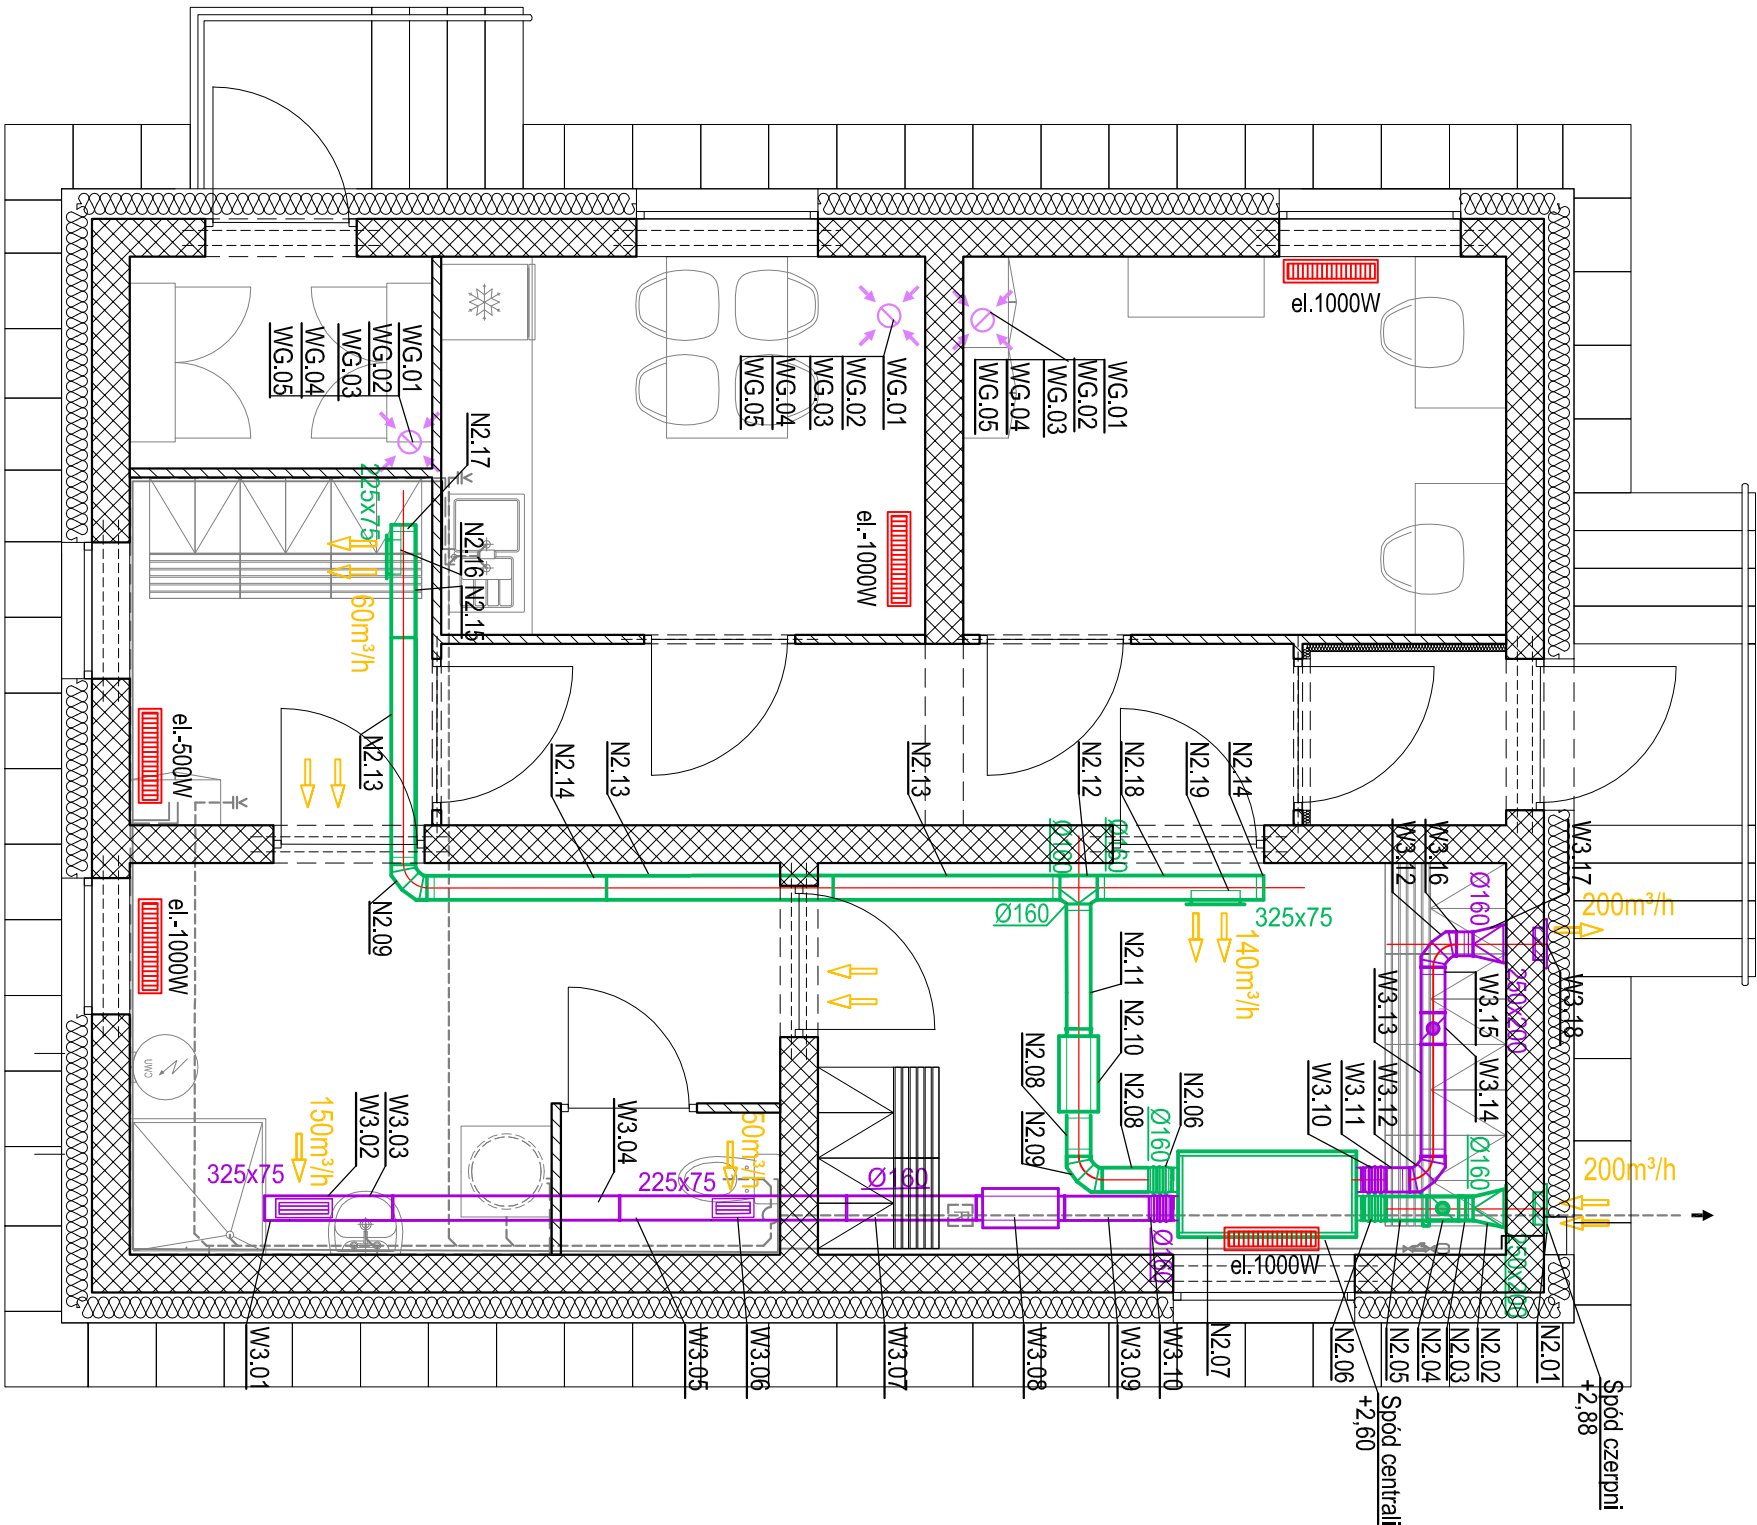 el.1000W
WG.01
WG.02
WG.03
WG.04
WG.05
WG.01
WG.02
WG.03
WG.04
WG.05
WG.01
WG.02
WG.03
WG.04
WG.05
N2.17
225x75
N2.16
N2.15
60m³/h
el.-1000W
el.-500W
N2.13
N2.14
N2.13
N2.13
N2.12
N2.18
N2.19
N2.14
Ø160
Ø160
W3.12
W3.16
W3.17
Ø160
200m³/h
N2.09
el.-1000W
Ø160
325x75
140m³/h
N2.11
N2.10
W3.13
W3.15
250x200
W3.18
N2.08
N2.09
N2.08
N2.06
Ø160
W3.10
W3.11
W3.12
W3.14
Ø160
200m³/h
CWU
150m³/h
W3.02
W3.03
W3.04
50m³/h
325x75
225x75
Ø160
R
Ø160
el.1000W
250x200
W3.01
W3.05
W3.06
W3.07
W3.08
W3.09
W3.10
N2.07
N2.06
N2.05
N2.04
N2.03
N2.02
N2.01
Spód centrali
+2,60
Spód czerpni
+2,88